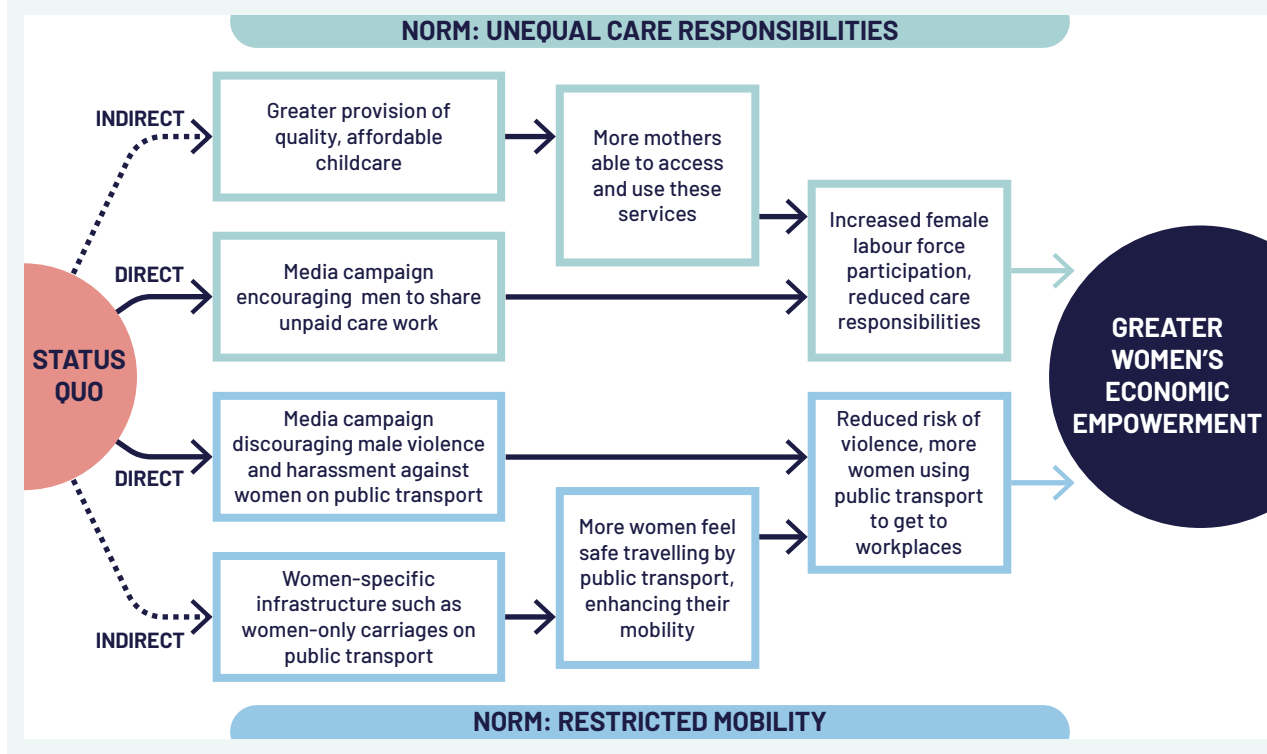 NORM: UNEQUAL CARE RESPONSIBILITIES
INDIRECT
Greater provision of
quality, affordable
childcare
More mothers
able to access
and use these
services
Increased female
labour force
participation,
reduced care
responsibilities
DIRECT
Media campaign
encouraging men to share
unpaid care work
STATUS
QUO
GREATER
WOMEN'S
ECONOMIC
EMPOWERMENT
Media campaign
discouraging male violence
and harassment against
women on public transport
DIRECT
Reduced risk of
violence, more
women using
public transport
to get to
workplaces
More women feel
safe travelling by
public transport,
enhancing their
mobility
Women-specific
infrastructure such as
women-only carriages on
public transport
INDIRECT
NORM: RESTRICTED MOBILITY